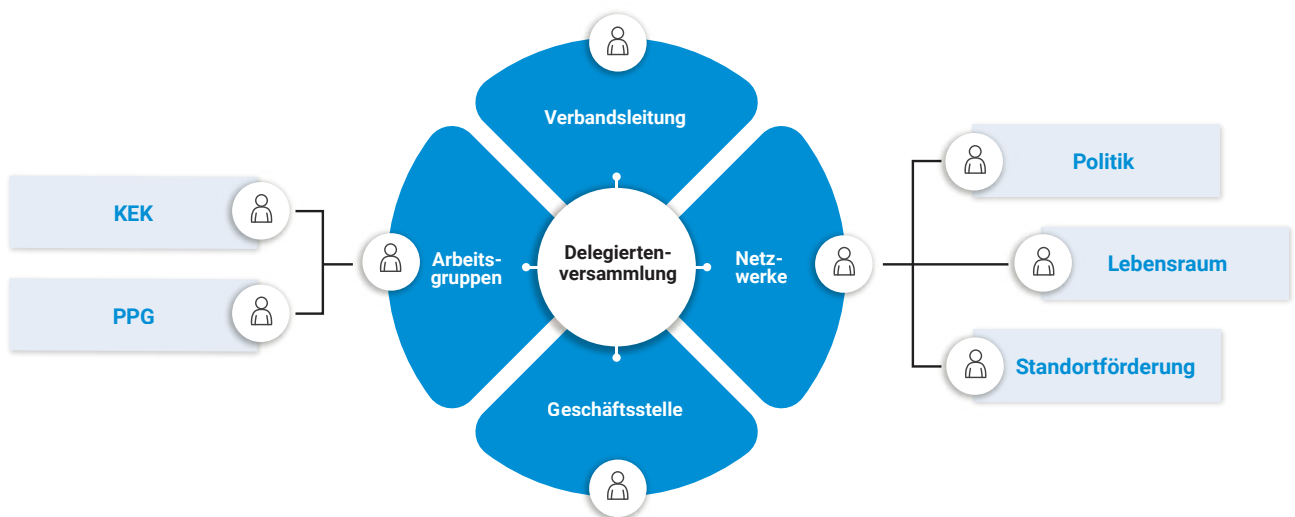 Verbandsleitung
KEK
PPG
Arbeits-
gruppen
Delegierten-
versammlung
Netz-
werke
Geschäftsstelle
Politik
Lebensraum
Standortförderung